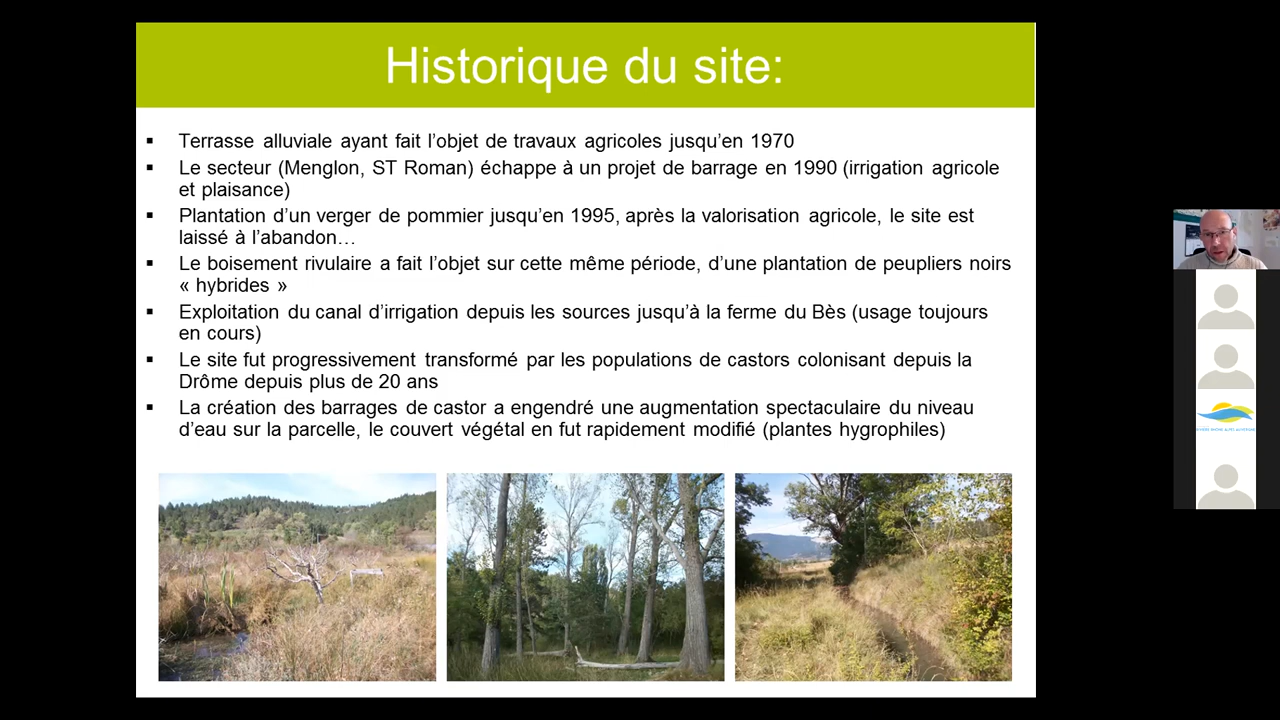 Historique du site:
▪ Terrasse alluviale ayant fait l’objet de travaux agricoles jusqu’en 1970
▪ Le secteur (Menglon, ST Roman) échappe à un projet de barrage en 1990 (irrigation agricole
et plaisance)
▪ Plantation d’un verger de pommier jusqu’en 1995, après la valorisation agricole, le site est
laissé à l’abandon…
▪ Le boisement rivulaire a fait l’objet sur cette même période, d’une plantation de peupliers noirs
« hybrides »
▪ Exploitation du canal d’irrigation depuis les sources jusqu’à la ferme du Bès (usage toujours
en cours)
▪ Le site fut progressivement transformé par les populations de castors colonisant depuis la
Drôme depuis plus de 20 ans
▪ La création des barrages de castor a engendré une augmentation spectaculaire du niveau
d’eau sur la parcelle, le couvert végétal en fut rapidement modifié (plantes hygrophiles)